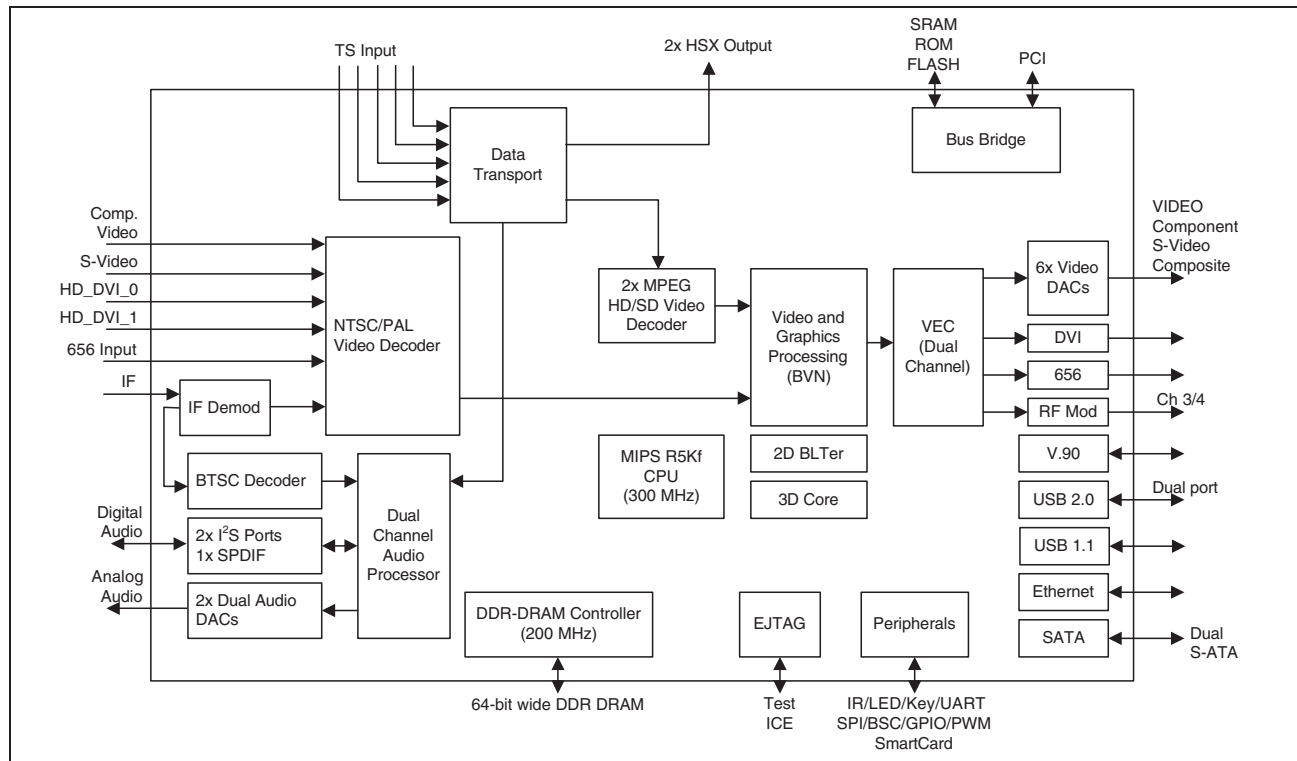 TS Input
2x HSX Output
SRAM
ROM
FLASH
PCI
Data
Transport
Bus Bridge
Comp.
Video
S-Video
HD_DVI_0
HD_DVI_1
656 Input
IF
NTSC/PAL
Video Decoder
IF Demod
2x MPEG
HD/SD Video
Decoder
Video and
Graphics
Processing
(BVN)
VEC
(Dual
Channel)
6x Video
DACs
VIDEO
Component
S-Video
Composite
DVI
656
RF Mod
Ch 3/4
BTSC Decoder
MIPS R5Kf
CPU
(300 MHz)
2D BLTer
3D Core
V.90
USB 2.0
Dual port
USB 1.1
Ethernet
SATA
Dual
S-ATA
Digital
Audio
2x I²S Ports
1x SPDIF
Dual
Channel
Audio
Processor
Analog
Audio
2x Dual Audio
DACs
DDR-DRAM Controller
(200 MHz)
EJTAG
Peripherals
64-bit wide DDR DRAM
Test
ICE
IR/LED/Key/UART
SPI/BSC/GPIO/PWM
SmartCard